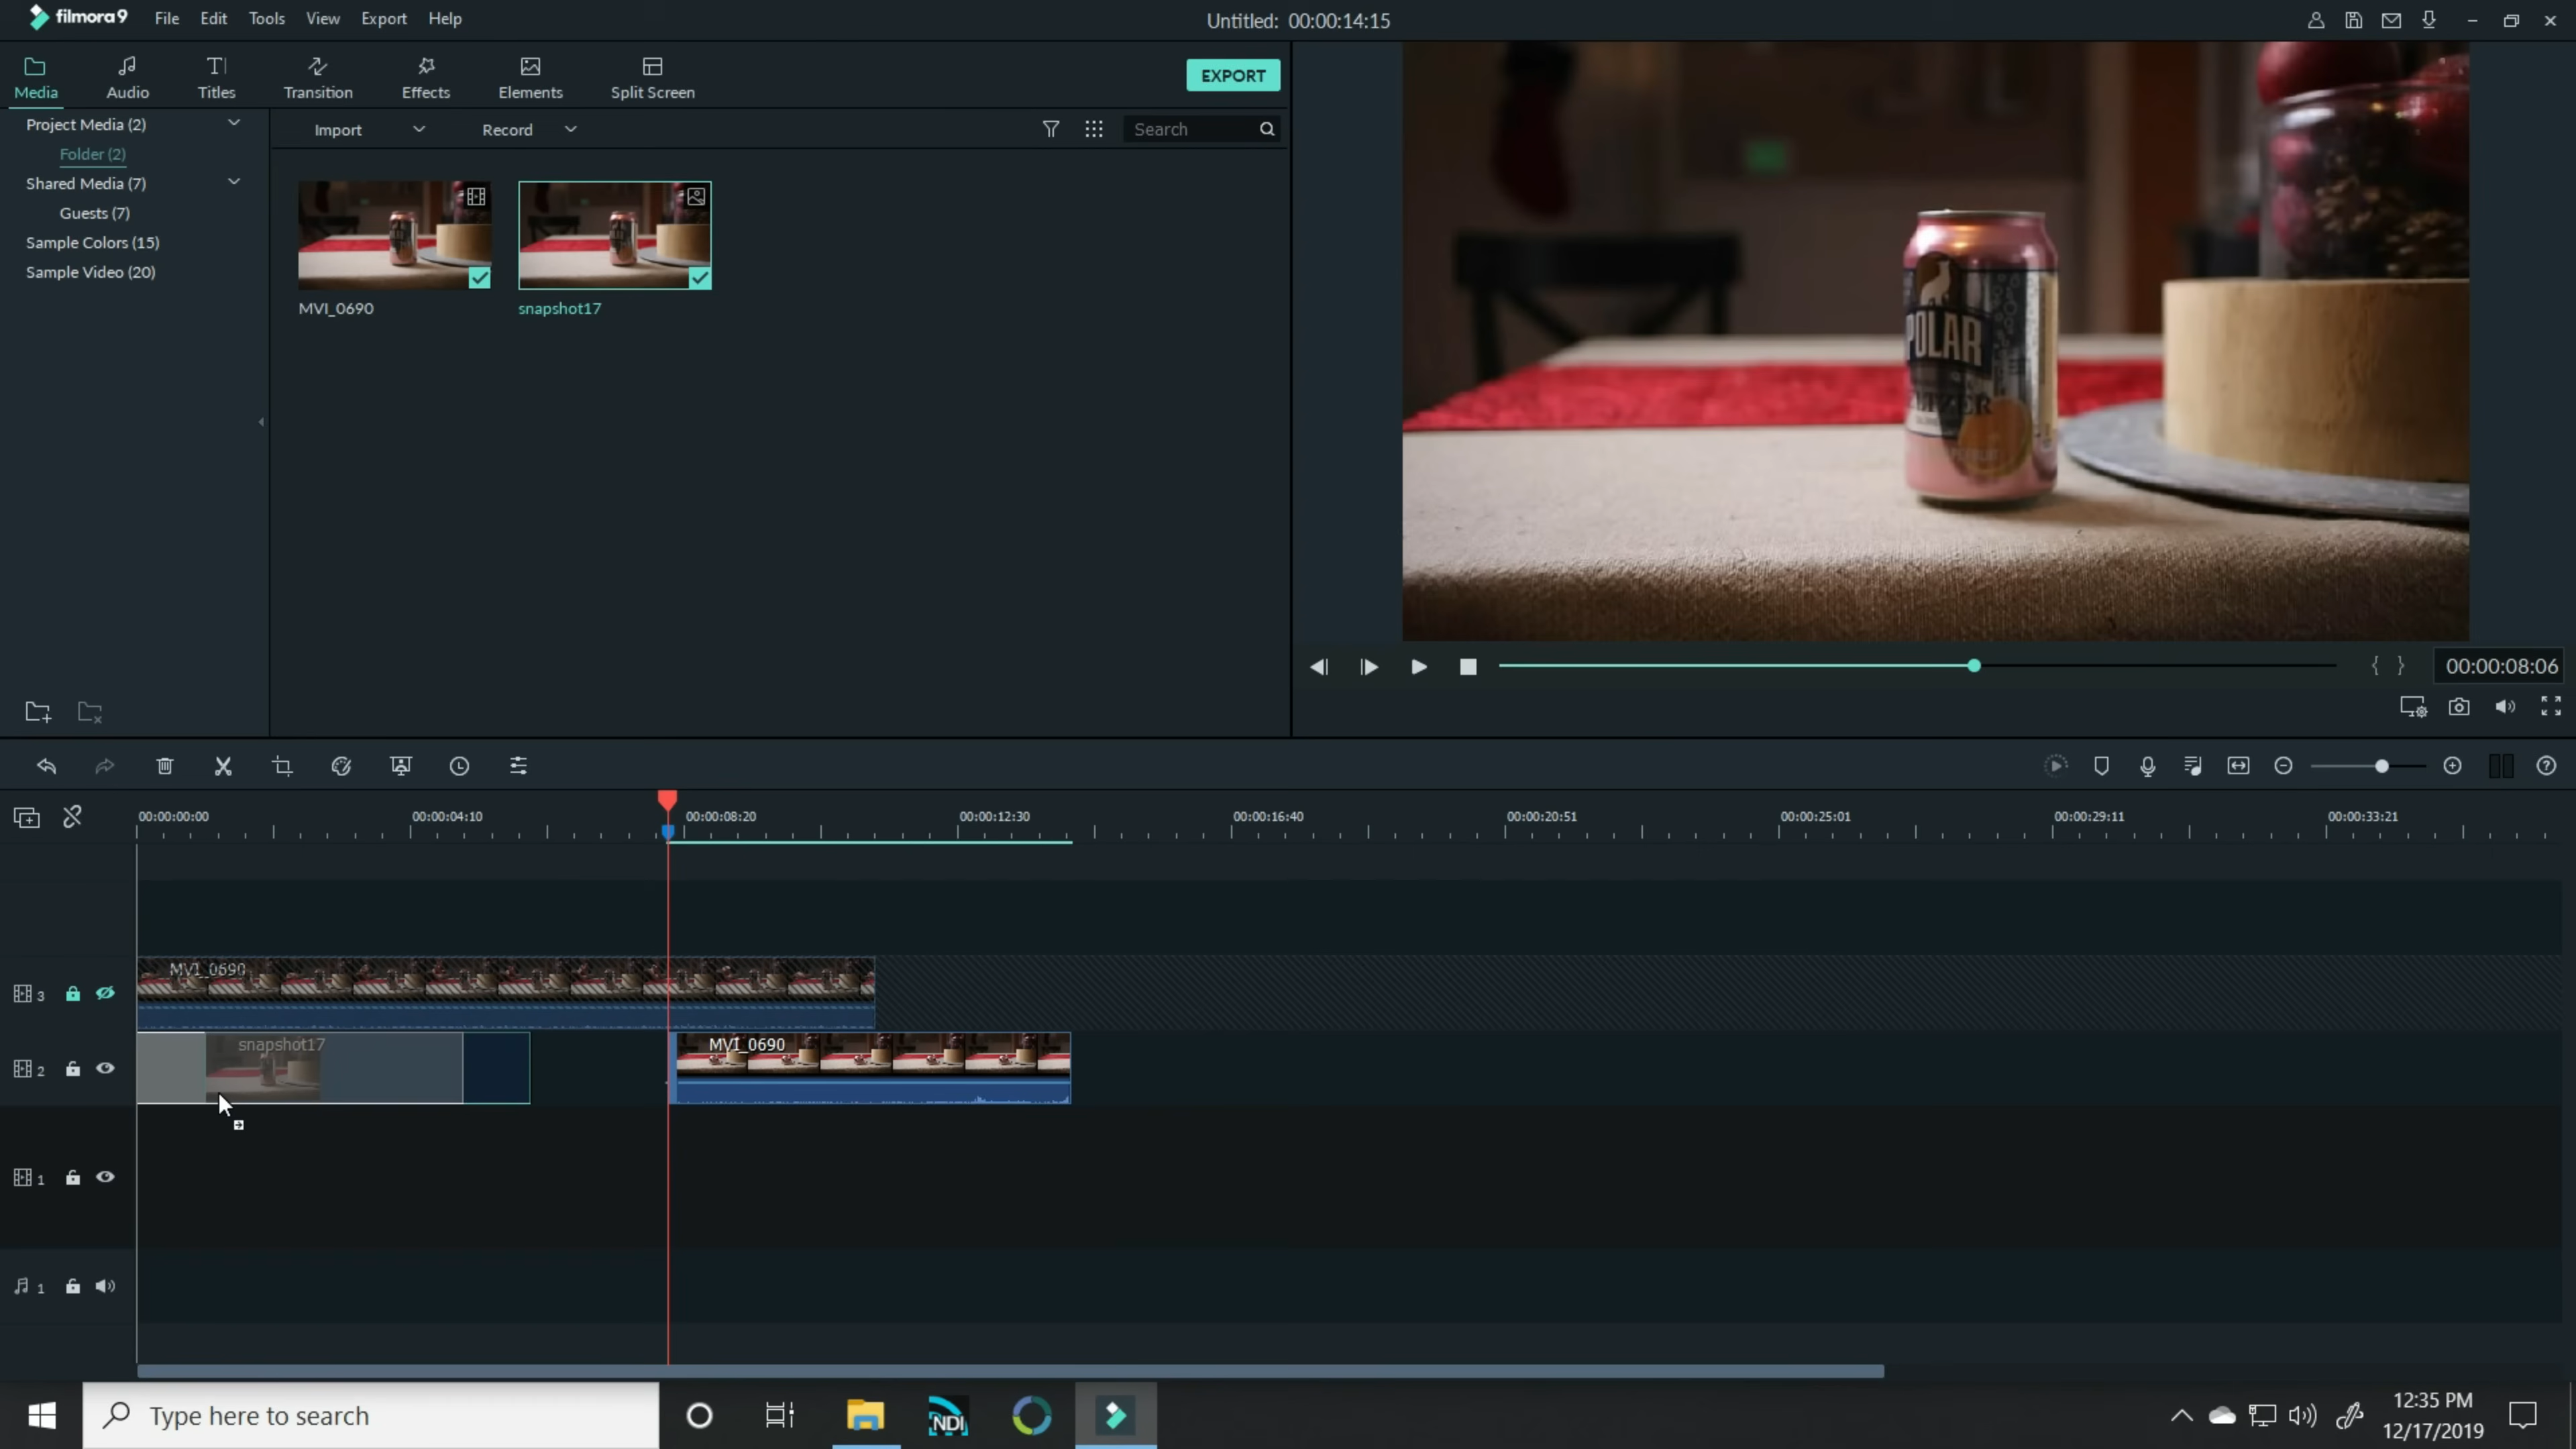 filmora9 File Edit Tools View Export Help
Untitled: 00:00:14:15
Media Audio Titles Transition Effects Elements Split Screen
EXPORT
Project Media (2)
Folder (2)
Shared Media (7)
Guests (7)
Sample Colors (15)
Sample Video (20)
Import Record Search
MVI_0690 snapshot17
POLAR
00:00:08:06
00:00:00:00 00:00:04:10 00:00:08:20 00:00:12:30 00:00:16:40 00:00:20:51 00:00:25:01 00:00:29:11 00:00:33:21
MVI_0690
3
snapshot17 MVI_0690
2
1
1
Type here to search
NDI
12:35 PM
12/17/2019